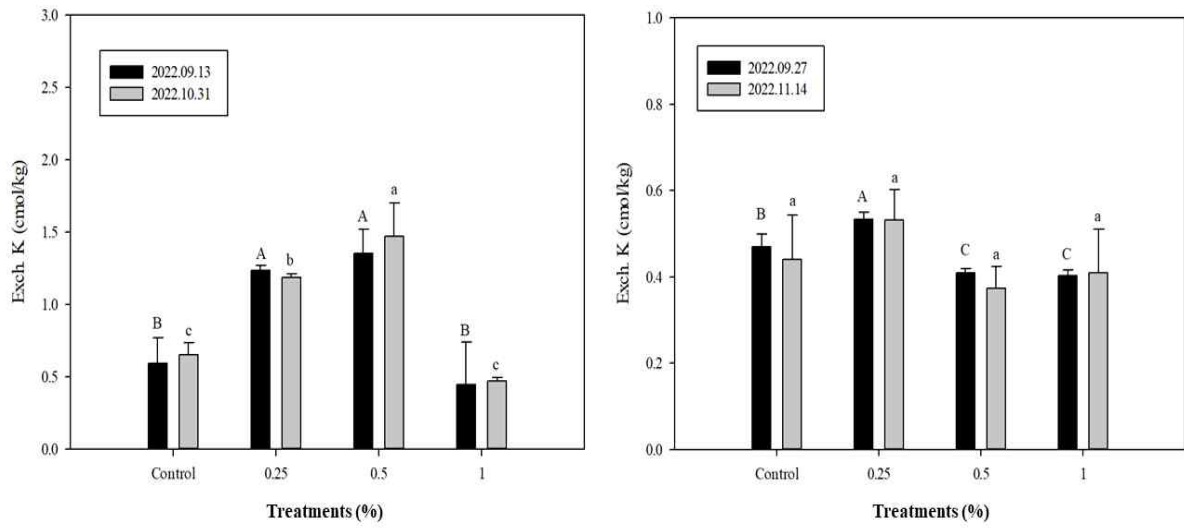 3.0
2.5
2.0
1.5
1.0
0.5
0.0
Exch. K (cmol/kg)
2022.09.13
2022.10.31
B
c
A
b
A
a
B
c
Control
0.25
0.5
1
Treatments (%)
1.0
0.8
0.6
0.4
0.2
0.0
Exch. K (cmol/kg)
2022.09.27
2022.11.14
B
a
A
a
C
a
C
a
Control
0.25
0.5
1
Treatments (%)